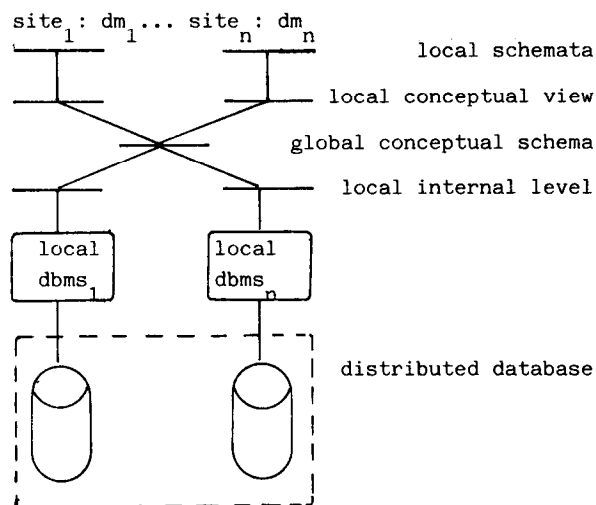 site₁: dm₁... siteₙ: dmₙ
local schemata
local conceptual view
global conceptual schema
local internal level
local local
dbms₁ dbmsₙ
distributed database